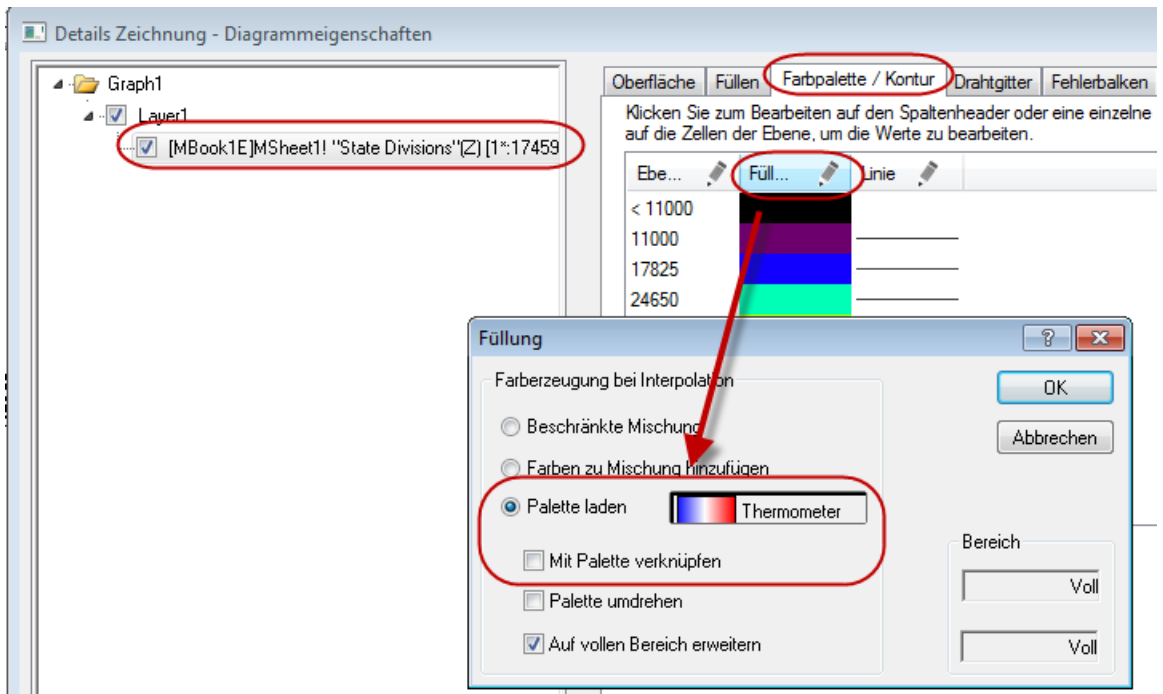 Details Zeichnung - Diagrammeigenschaften
Graph1
Layer1
[MBook1E]MSheet1! "State Divisions"(Z) [1*:17459
Oberfläche Füllen Farbpalette / Kontur Drahtgitter Fehlerbalken
Klicken Sie zum Bearbeiten auf den Spaltenheader oder eine einzelne
auf die Zellen der Ebene, um die Werte zu bearbeiten.
Ebe... Füll... Linie
< 11000
11000
17825
24650
Füllung
Farberzeugung bei Interpolation
OK
Beschränkte Mischung
Abbrechen
Farben zu Mischung hinzufügen
Palette laden Thermometer
Bereich
Mit Palette verknüpfen
Voll
Palette umdrehen
Auf vollen Bereich erweitern
Voll